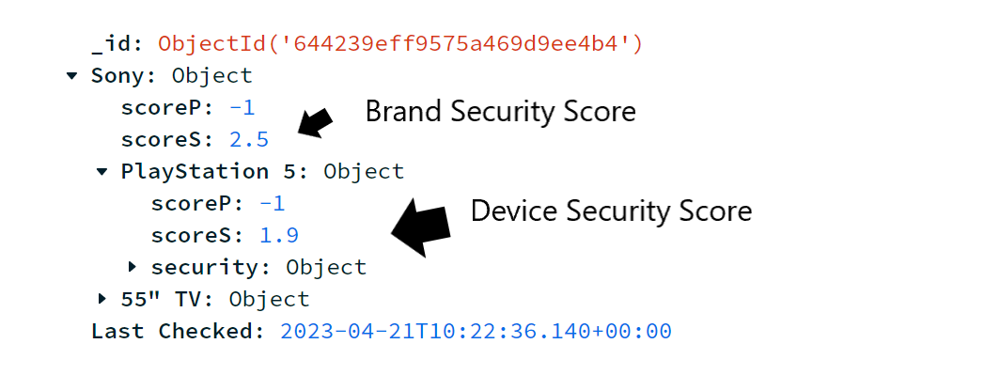 _id: ObjectId('644239eff9575a469d9ee4b4')
Sony: Object
scoreP: -1
Brand Security Score
scoreS: 2.5
PlayStation 5: Object
scoreP: -1
Device Security Score
scoreS: 1.9
security: Object
55" TV: Object
Last Checked: 2023-04-21T10:22:36.140+00:00